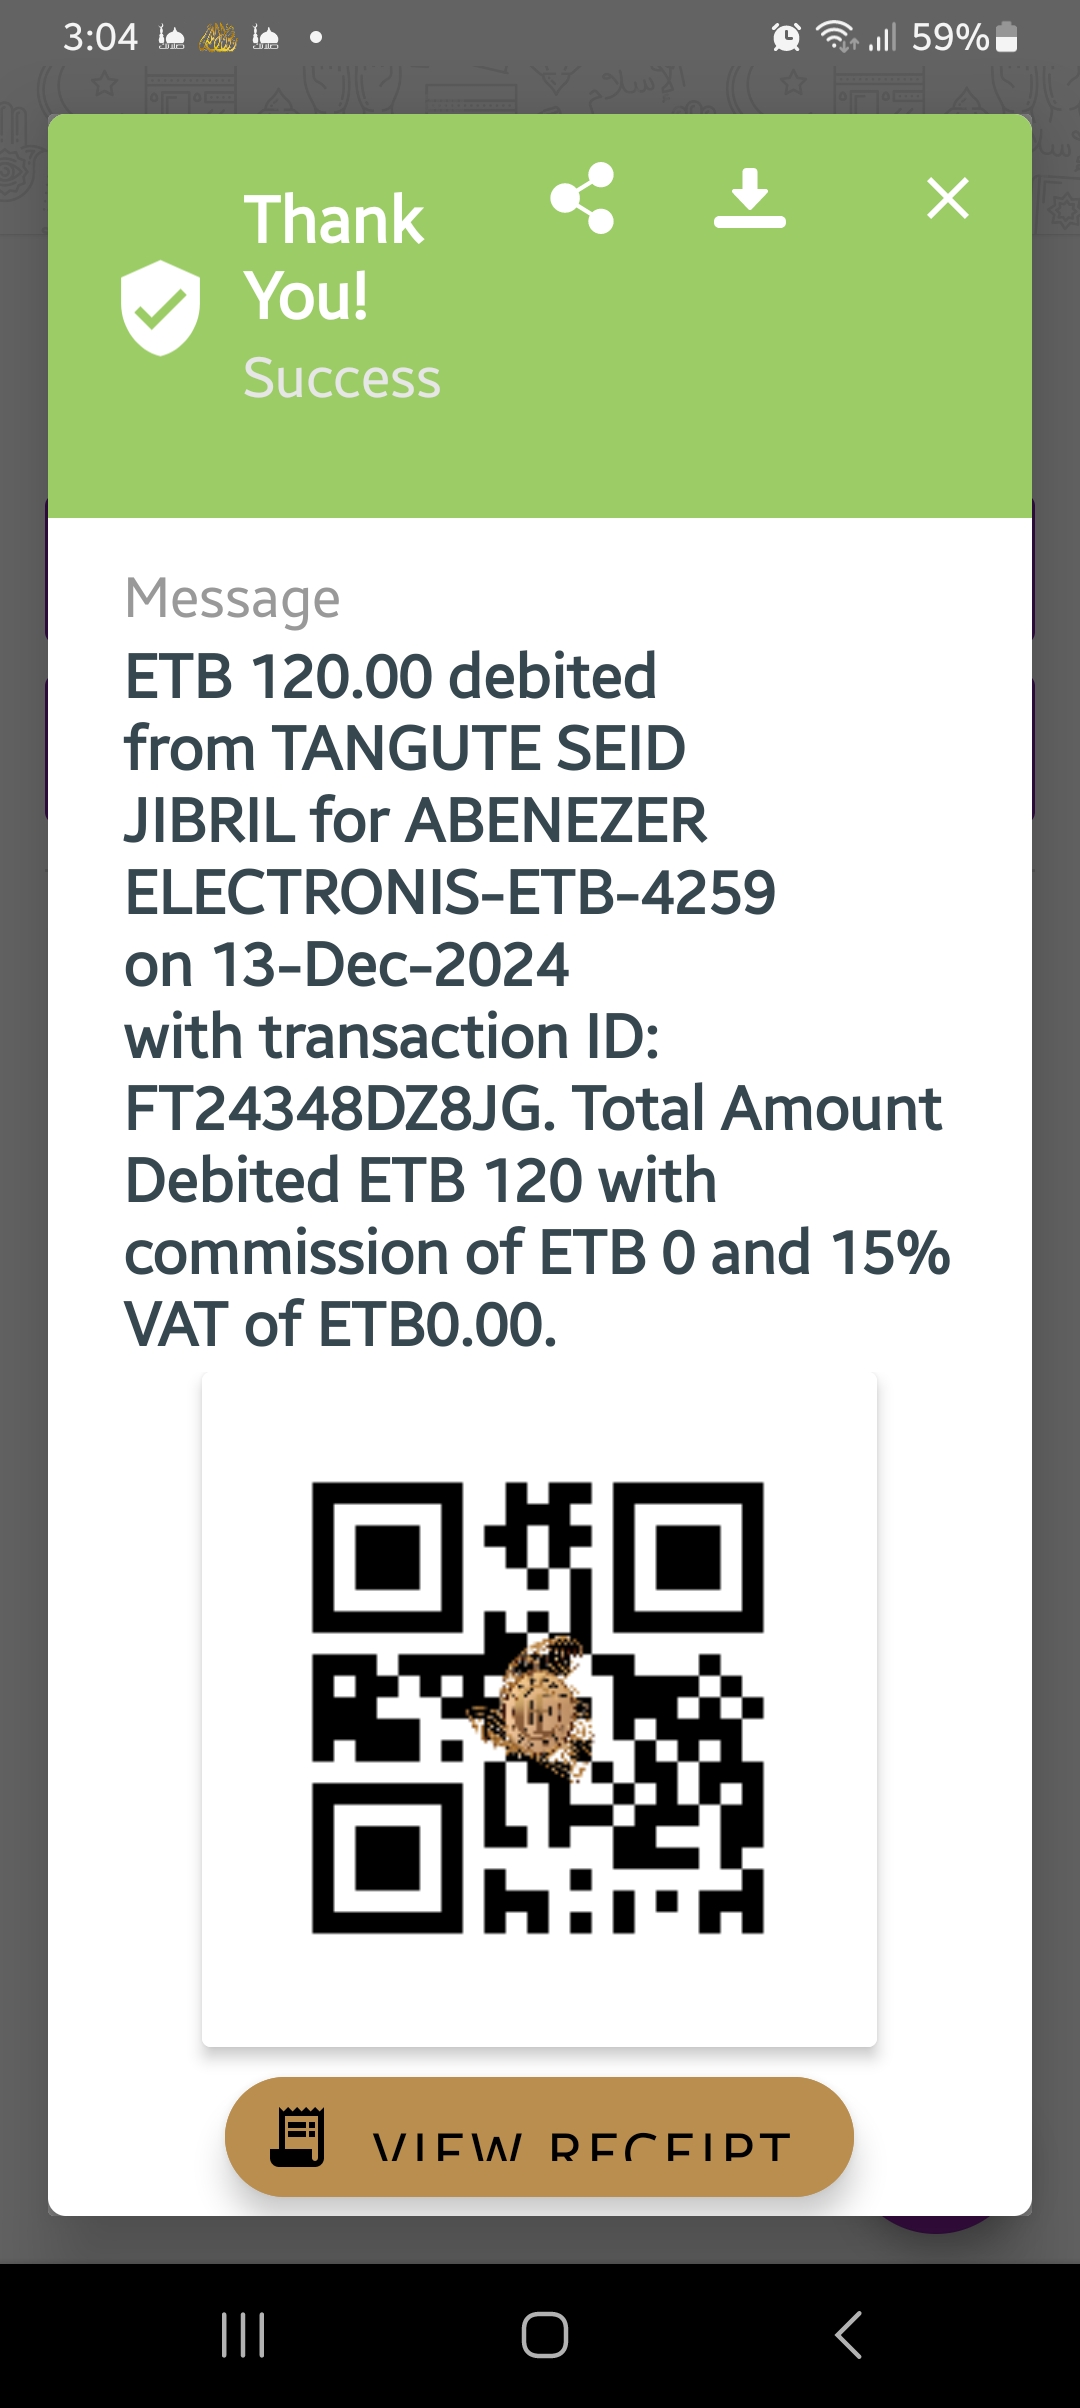 3:04
59%
Thank
You!
Success
Message
ETB 120.00 debited
from TANGUTE SEID
JIBRIL for ABENEZER
ELECTRONIS-ETB-4259
on 13-Dec-2024
with transaction ID:
FT24348DZ8JG. Total Amount
Debited ETB 120 with
commission of ETB 0 and 15%
VAT of ETB0.00.
VIEW RECEIPT